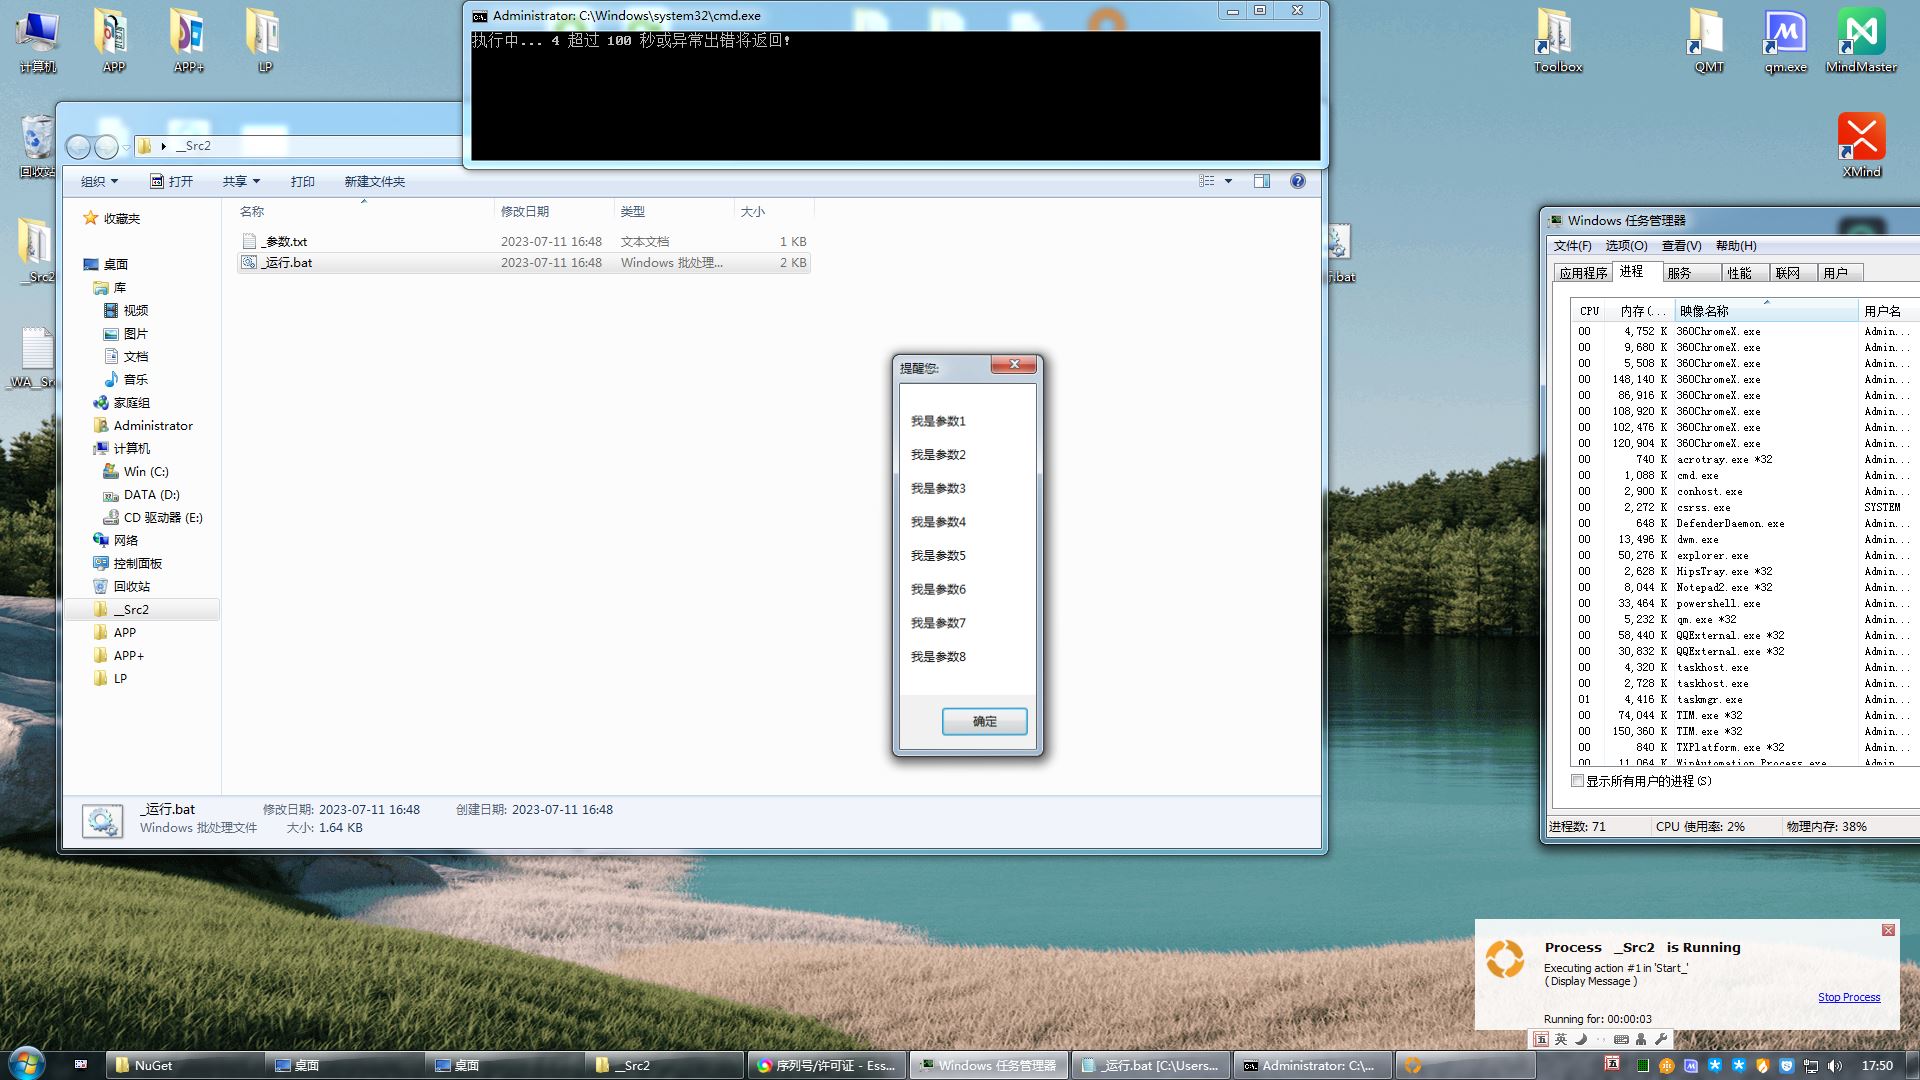 计算机
APP
APP+
LP
回收站
__Src2
Administrator: C:\Windows\system32\cmd.exe
执行中... 4 超过 100 秒或异常出错将返回!
Toolbox
QMT
qm.exe
MindMaster
XMind
__Src2
组织
打开
共享
打印
新建文件夹
名称
修改日期
类型
大小
_参数.txt
2023-07-11 16:48
文本文档
1 KB
_运行.bat
2023-07-11 16:48
Windows 批处理...
2 KB
收藏夹
桌面
库
视频
图片
文档
音乐
家庭组
Administrator
计算机
Win (C:)
DATA (D:)
CD 驱动器 (E:)
网络
控制面板
回收站
__Src2
APP
APP+
LP
_运行.bat
修改日期: 2023-07-11 16:48
创建日期: 2023-07-11 16:48
Windows 批处理文件
大小: 1.64 KB
提醒您:
我是参数1
我是参数2
我是参数3
我是参数4
我是参数5
我是参数6
我是参数7
我是参数8
确定
Windows 任务管理器
文件(F) 选项(O) 查看(V) 帮助(H)
应用程序 进程 服务 性能 联网 用户
CPU 内存(... 映像名称 用户名
00 4,752 K 360ChromeX.exe Admin...
00 9,680 K 360ChromeX.exe Admin...
00 5,508 K 360ChromeX.exe Admin...
00 148,140 K 360ChromeX.exe Admin...
00 86,916 K 360ChromeX.exe Admin...
00 108,920 K 360ChromeX.exe Admin...
00 102,476 K 360ChromeX.exe Admin...
00 120,904 K 360ChromeX.exe Admin...
00 740 K acrotray.exe *32 Admin...
00 1,088 K cmd.exe Admin...
00 2,900 K conhost.exe Admin...
00 2,272 K csrss.exe SYSTEM
00 648 K DefenderDaemon.exe Admin...
00 13,496 K dwm.exe Admin...
00 50,276 K explorer.exe Admin...
00 2,628 K HipsTray.exe *32 Admin...
00 8,044 K Notepad2.exe *32 Admin...
00 33,464 K powershell.exe Admin...
00 5,232 K qm.exe *32 Admin...
00 58,440 K QQExternal.exe *32 Admin...
00 30,832 K QQExternal.exe *32 Admin...
00 4,320 K taskhost.exe Admin...
00 2,728 K taskhost.exe Admin...
01 4,416 K taskmgr.exe Admin...
00 74,044 K TIM.exe *32 Admin...
00 150,360 K TIM.exe *32 Admin...
00 840 K TXPlatform.exe *32 Admin...
00 11,064 K WinAutomation.Process.exe Admin...
显示所有用户的进程(S)
进程数: 71
CPU 使用率: 2%
物理内存: 38%
Process __Src2 is Running
Executing action #1 in 'Start_'
( Display Message )
Stop Process
Running for: 00:00:03
五 英
NuGet
桌面
桌面
__Src2
序列号/许可证 - Ess...
Windows 任务管理器
_运行.bat [C:\Users...
Administrator: C:\...
17:50